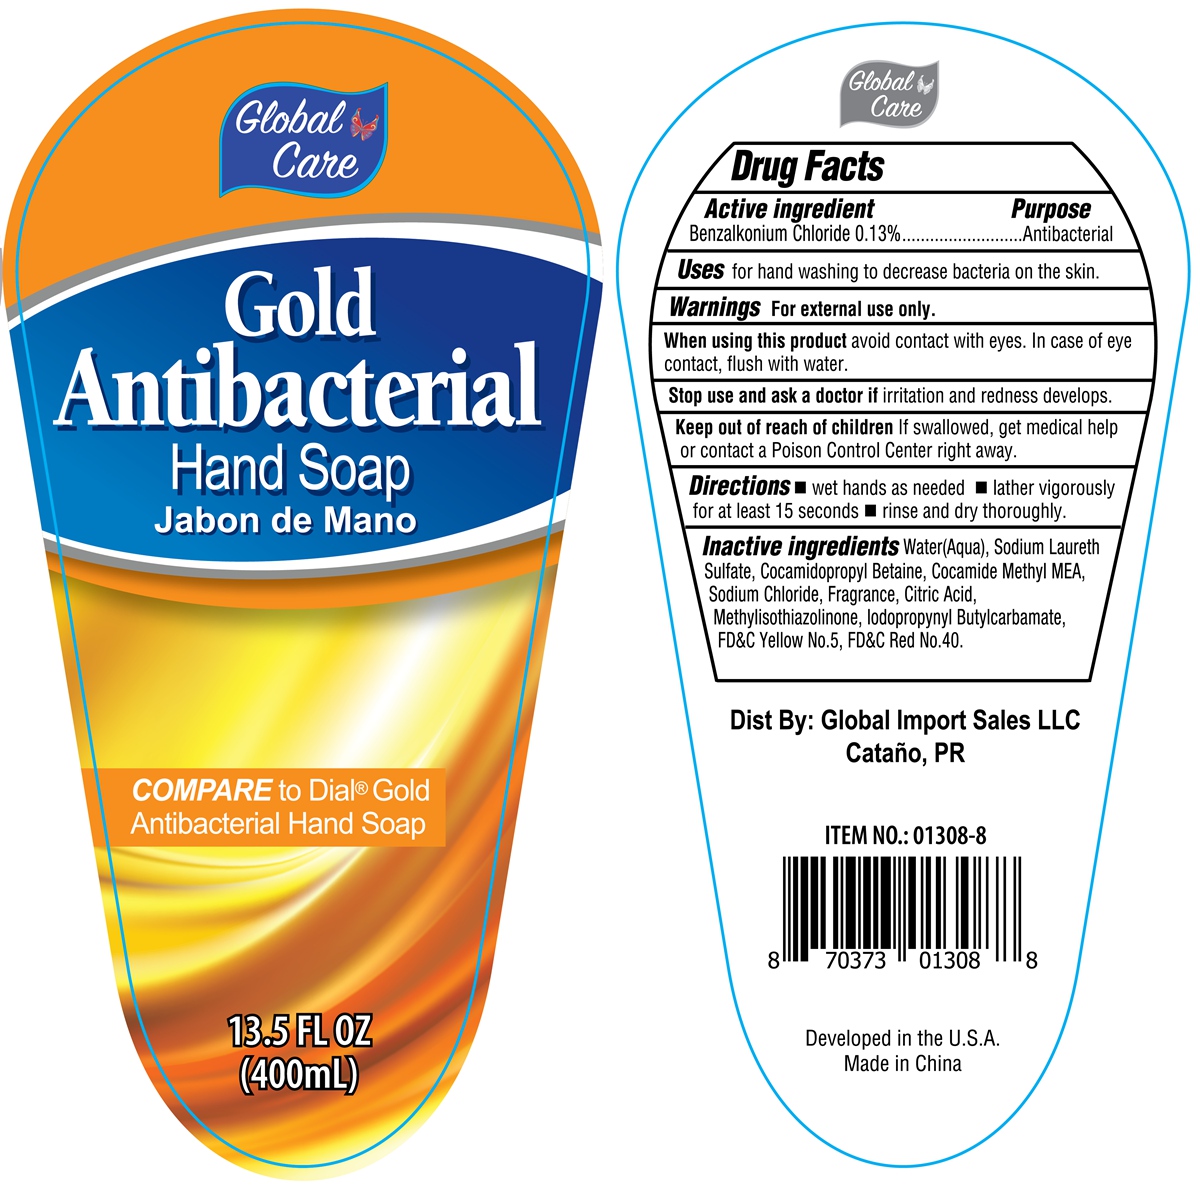 Global
Care
Gold
Antibacterial
Hand Soap
Jabon de Mano
COMPARE to Dial® Gold
Antibacterial Hand Soap
13.5 FL OZ
(400mL)
Global
Care
Drug Facts
Active ingredient Purpose
Benzalkonium Chloride 0.13%..........................Antibacterial
Uses for hand washing to decrease bacteria on the skin.
Warnings For external use only.
When using this product avoid contact with eyes. In case of eye
contact, flush with water.
Stop use and ask a doctor if irritation and redness develops.
Keep out of reach of children If swallowed, get medical help
or contact a Poison Control Center right away.
Directions ■ wet hands as needed ■ lather vigorously
for at least 15 seconds ■ rinse and dry thoroughly.
Inactive ingredients Water(Aqua), Sodium Laureth
Sulfate, Cocamidopropyl Betaine, Cocamide Methyl MEA,
Sodium Chloride, Fragrance, Citric Acid,
Methylisothiazolinone, Iodopropynyl Butylcarbamate,
FD&C Yellow No.5, FD&C Red No.40.
Dist By: Global Import Sales LLC
Cataño, PR
ITEM NO.: 01308-8
8 70373 01308 8
Developed in the U.S.A.
Made in China